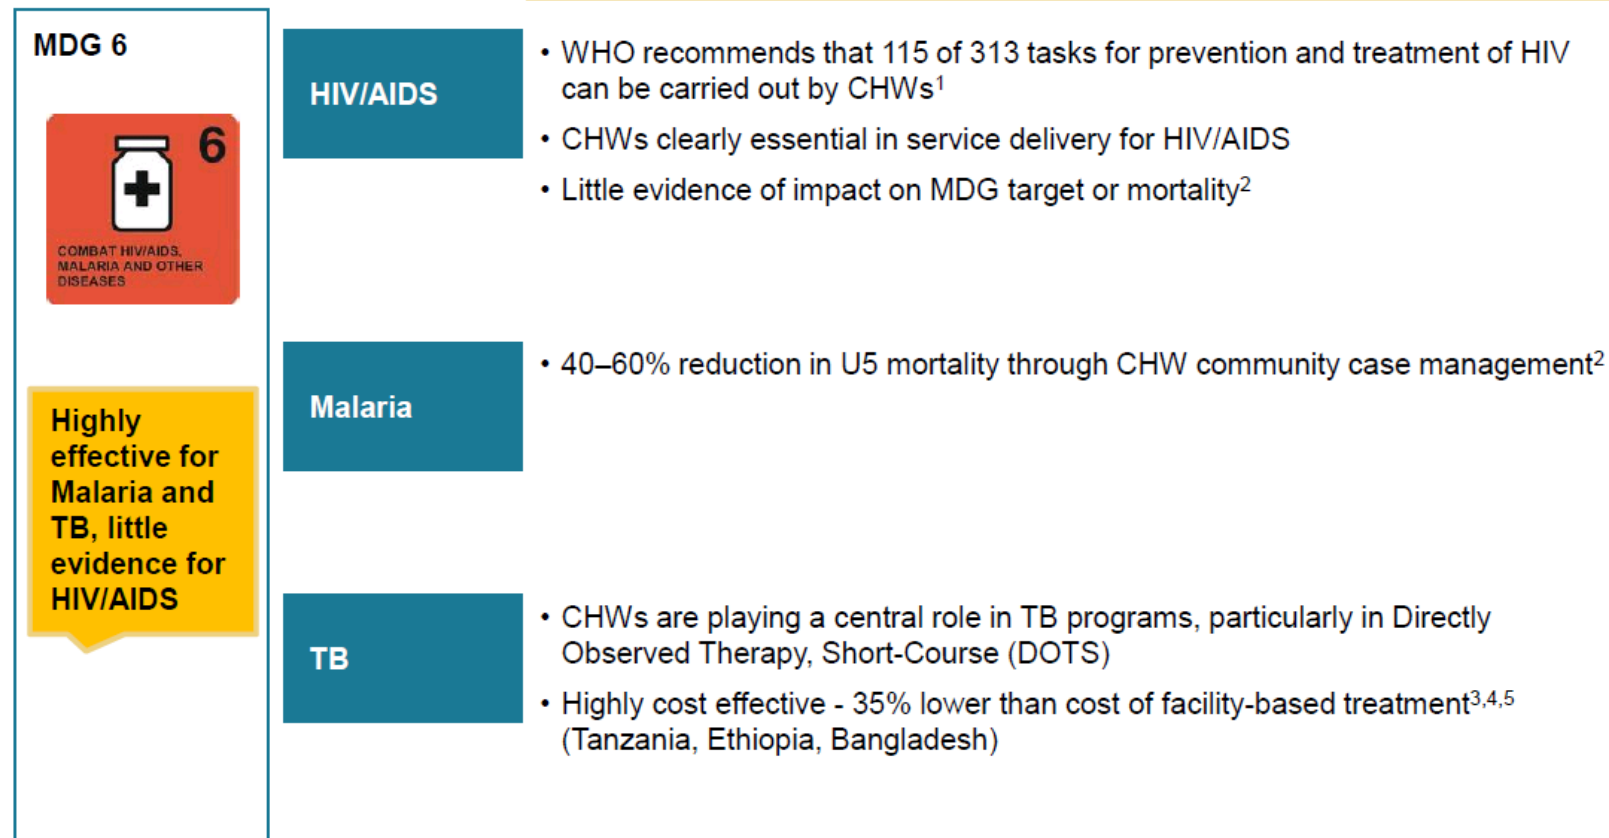 MDG 6
6
COMBAT HIV/AIDS,
MALARIA AND OTHER
DISEASES
Highly
effective for
Malaria and
TB, little
evidence for
HIV/AIDS
HIV/AIDS
• WHO recommends that 115 of 313 tasks for prevention and treatment of HIV
can be carried out by CHWs¹
• CHWs clearly essential in service delivery for HIV/AIDS
• Little evidence of impact on MDG target or mortality²
Malaria
• 40–60% reduction in U5 mortality through CHW community case management²
TB
• CHWs are playing a central role in TB programs, particularly in Directly
Observed Therapy, Short-Course (DOTS)
• Highly cost effective - 35% lower than cost of facility-based treatment³,⁴,⁵
(Tanzania, Ethiopia, Bangladesh)